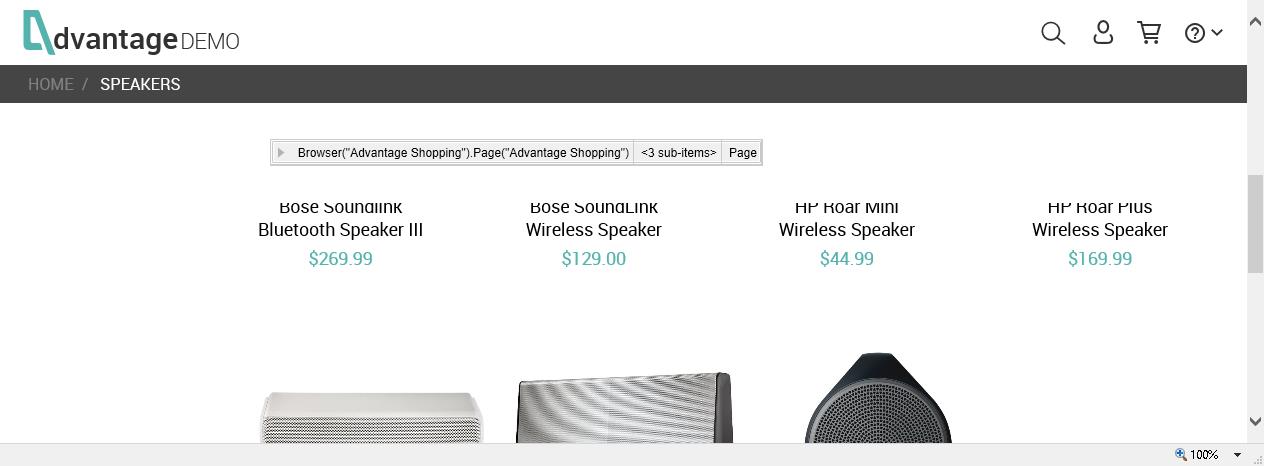 dvantage DEMO
HOME / SPEAKERS
Browser("Advantage Shopping").Page("Advantage Shopping") <3 sub-items> Page
Bose Soundlink
Bluetooth Speaker III
$269.99
Bose SoundLink
Wireless Speaker
$129.00
HP Roar Mini
Wireless Speaker
$44.99
HP Roar Plus
Wireless Speaker
$169.99
100%